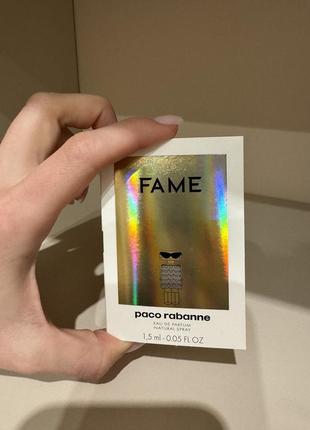 FAME
paco rabanne
EAU DE PARFUM
NATURAL SPRAY
1,5 ml - 0.05 FL OZ